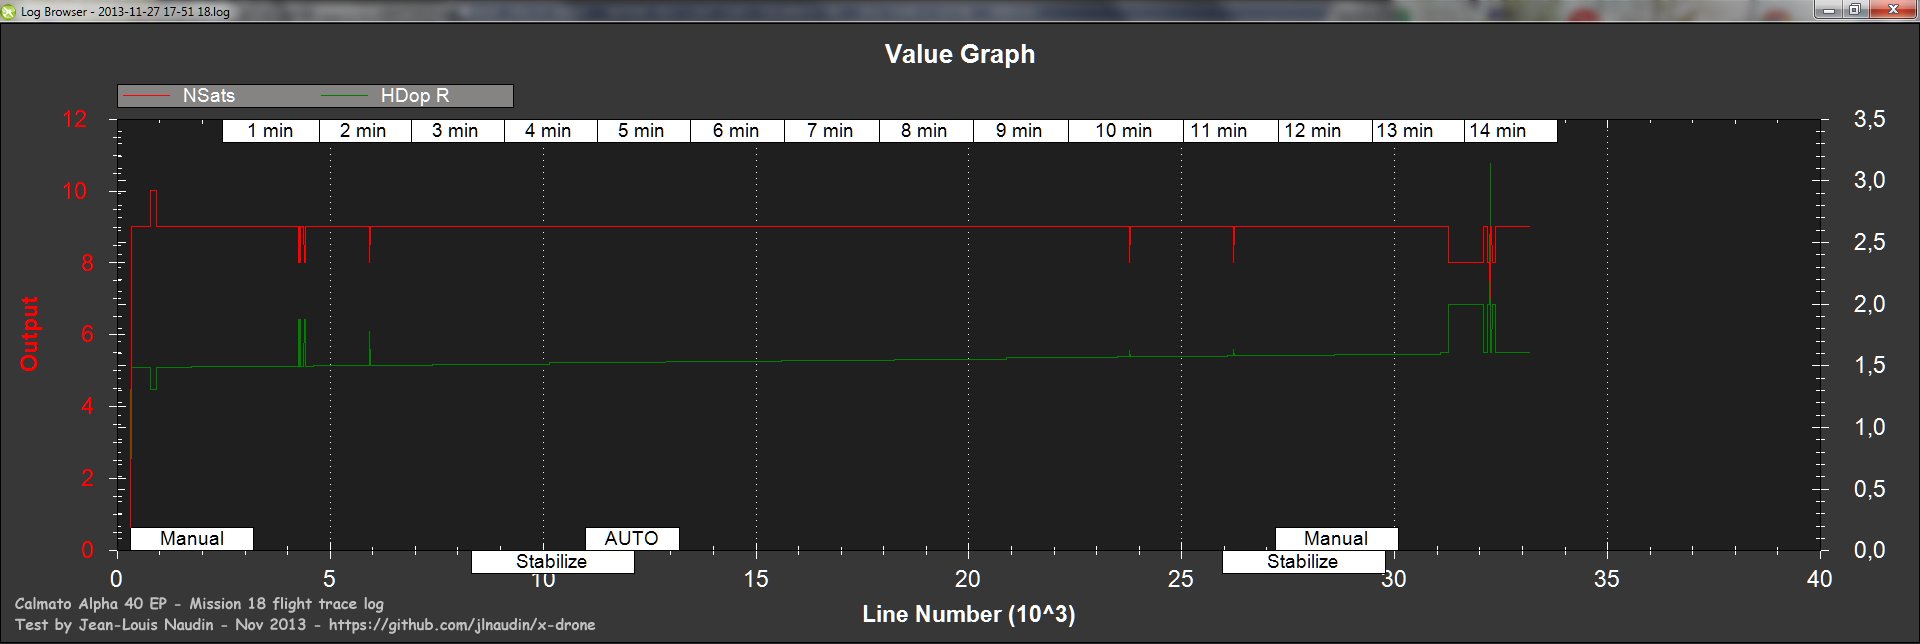 Log Browser - 2013-11-27 17-51 18.log
Value Graph
NSats HDop R
12 1 min 2 min 3 min 4 min 5 min 6 min 7 min 8 min 9 min 10 min 11 min 12 min 13 min 14 min 3,5
10 3,0
2,5
8
2,0
6
1,5
4
1,0
2
0,5
Output
Manual AUTO Manual
0 0,0
Stabilize Stabilize
0 5 10 15 20 25 30 35 40
Line Number (10^3)
Calmato Alpha 40 EP - Mission 18 flight trace log
Test by Jean-Louis Naudin - Nov 2013 - https://github.com/jlnaudin/x-drone